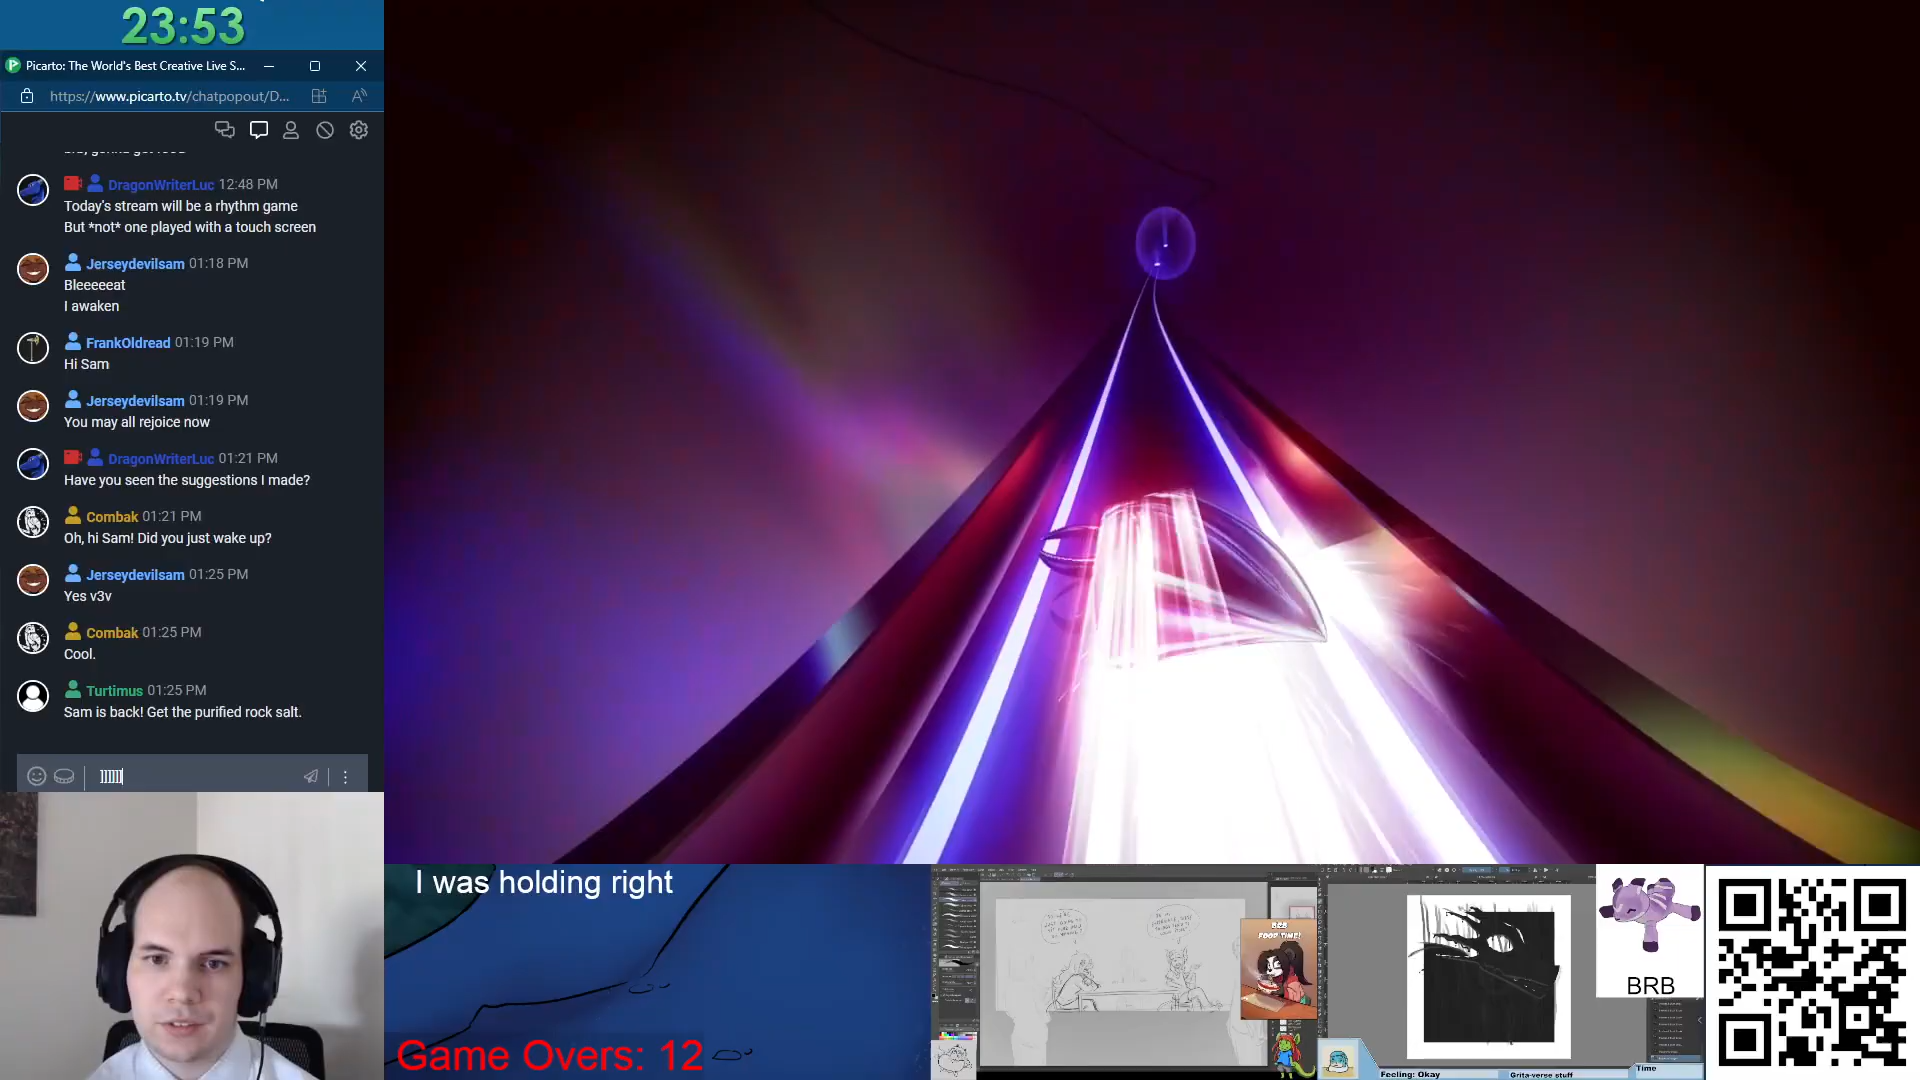 23:53
Picarto: The World's Best Creative Live S...
https://www.picarto.tv/chatpopout/D...
DragonWriterLuc 12:48 PM
Today's stream will be a rhythm game
But *not* one played with a touch screen
Jerseydevilsam 01:18 PM
Bleeeeeat
I awaken
FrankOldread 01:19 PM
Hi Sam
Jerseydevilsam 01:19 PM
You may all rejoice now
DragonWriterLuc 01:21 PM
Have you seen the suggestions I made?
Combak 01:21 PM
Oh, hi Sam! Did you just wake up?
Jerseydevilsam 01:25 PM
Yes v3v
Combak 01:25 PM
Cool.
Turtimus 01:25 PM
Sam is back! Get the purified rock salt.
I was holding right
Game Overs: 12
BRB
FOOD TIME!
BRB
Feeling: Okay
Grita-verse stuff
Time